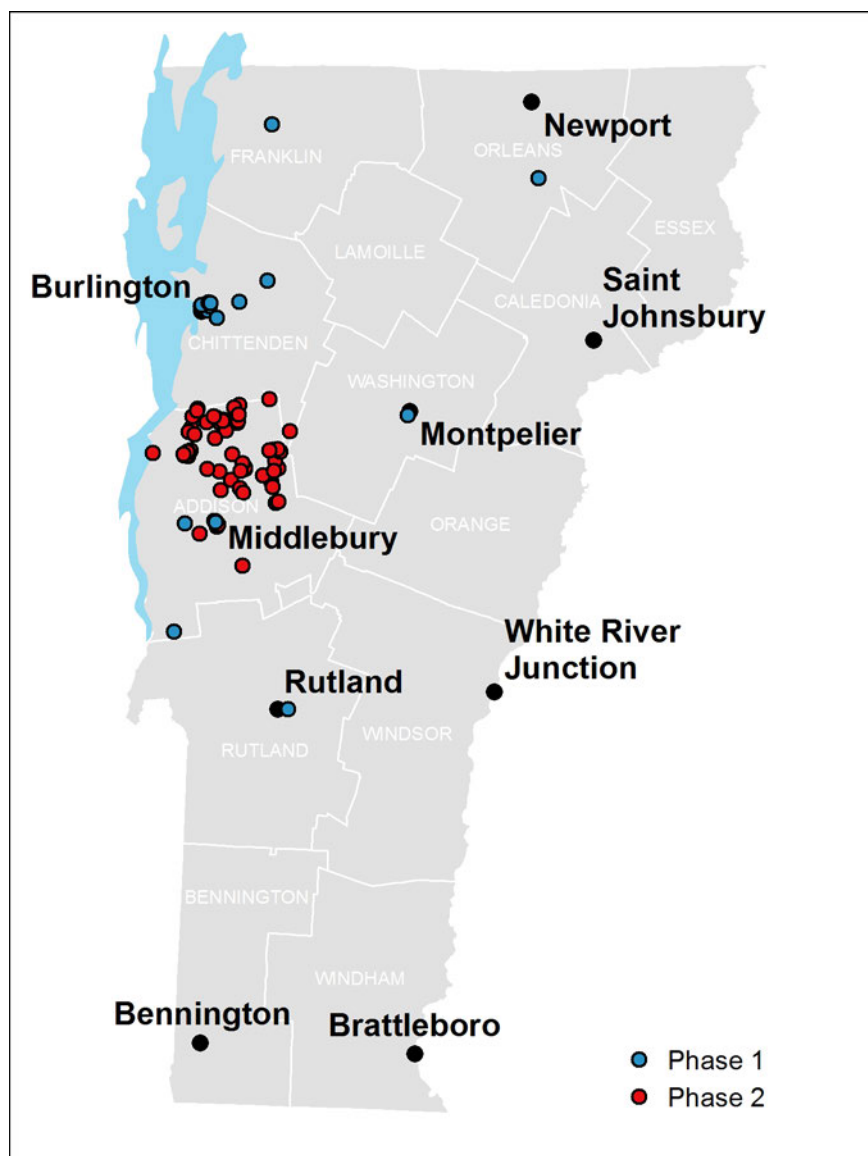 Newport
FRANKLIN
ORLEANS
ESSEX
LAMOILLE
Burlington
Saint
Johnsbury
CALEDONIA
CHITTENDEN
WASHINGTON
Montpelier
ADDISON
Middlebury
ORANGE
White River
Junction
Rutland
WINDSOR
RUTLAND
BENNINGTON
WINDHAM
Bennington
Brattleboro
Phase 1
Phase 2